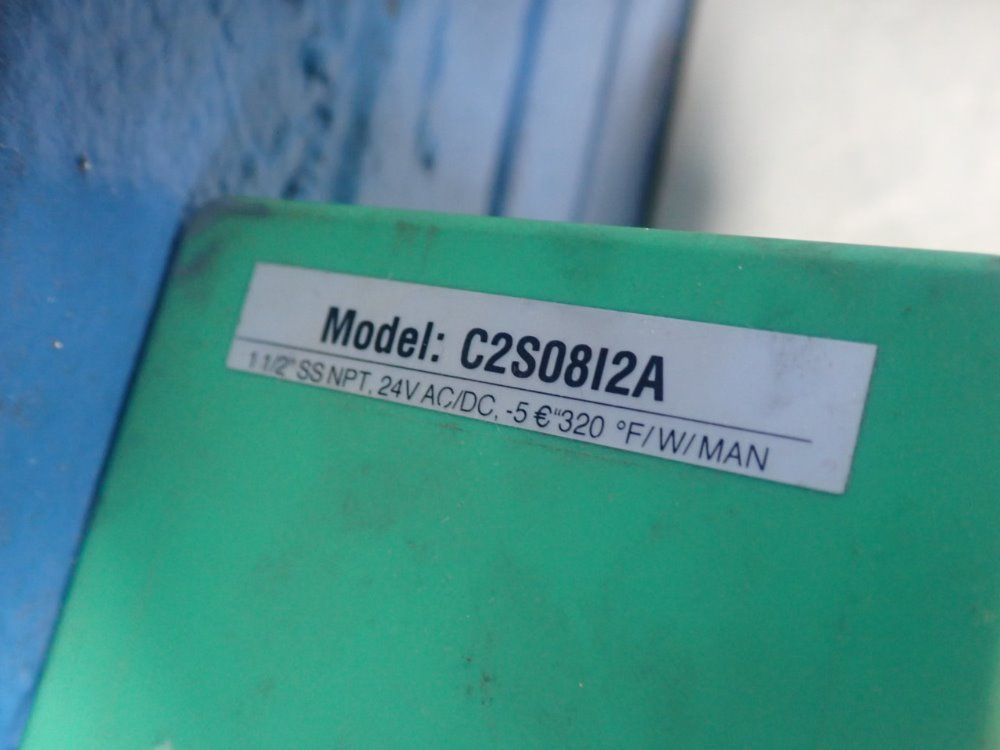 Model: C2S08I2A
1 1/2" SS NPT, 24V AC/DC, -5 €“320 °F/W/MAN